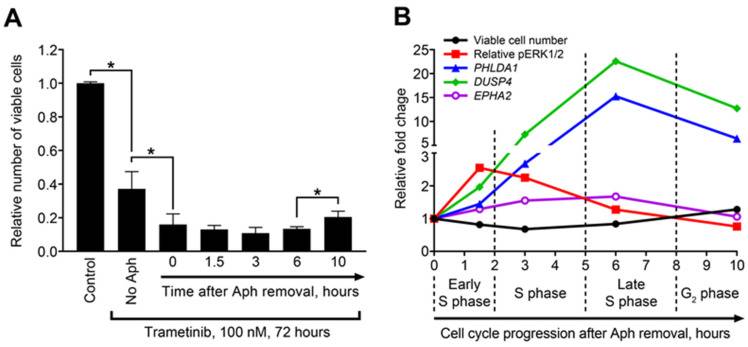 A
Relative number of viable cells
1.2
1.0
0.8
0.6
0.4
0.2
0.0
*
*
*
Control
No Aph
0 1.5 3 6 10
Time after Aph removal, hours
Trametinib, 100 nM, 72 hours
B
Viable cell number
Relative pERK1/2
PHLDA1
DUSP4
EPHA2
Relative fold chage
25
20
15
10
5
3
2
1
0
0 1 2 3 4 5 6 7 8 9 10
Early
S phase
S phase
Late
S phase
G2 phase
Cell cycle progression after Aph removal, hours